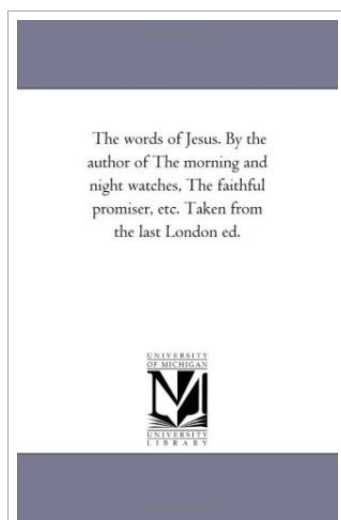 The words of Jesus. By the
author of The morning and
night watches, The faithful
promiser, etc. Taken from
the last London ed.
UNIVERSITY
OF MICHIGAN
UNIVERSITY
LIBRARY